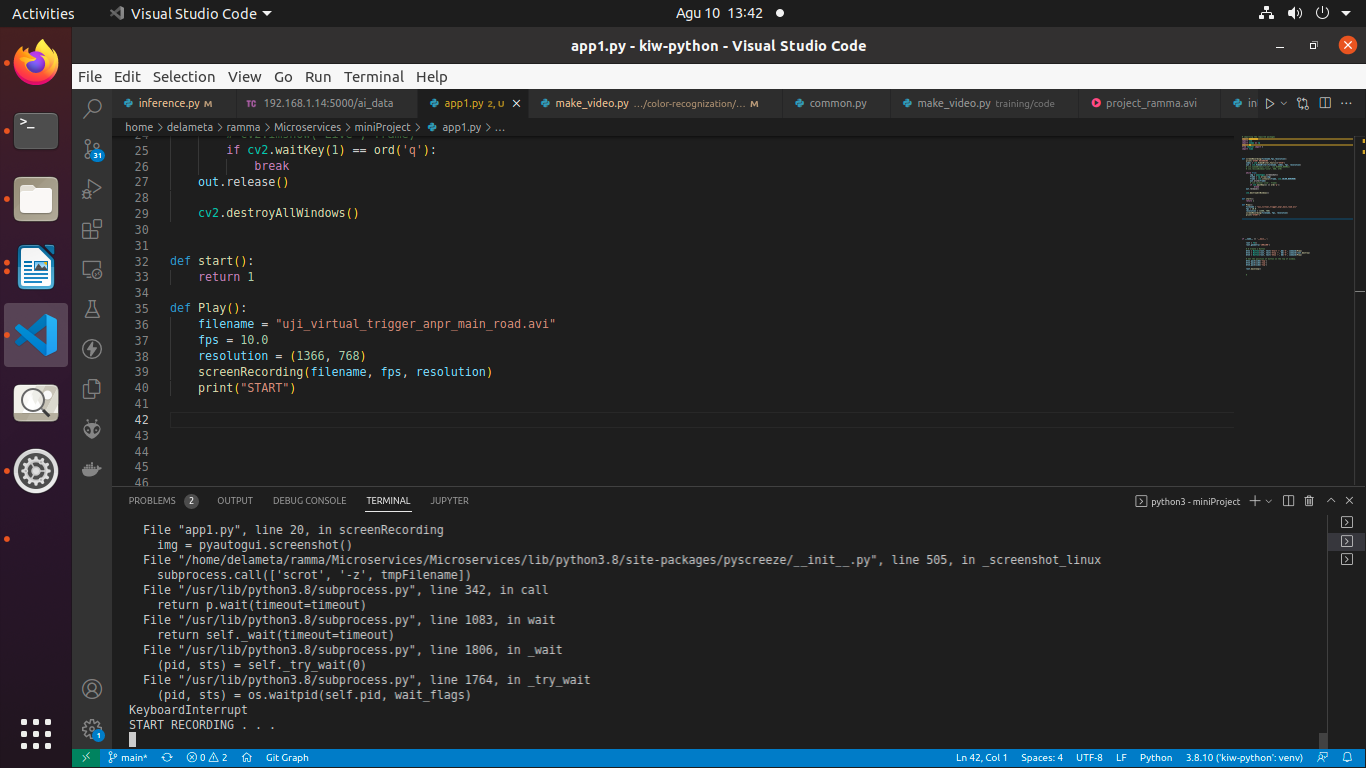 Activities Visual Studio Code Agu 10 13:42
app1.py - kiw-python - Visual Studio Code
File Edit Selection View Go Run Terminal Help
inference.py M TC 192.168.1.14:5000/ai_data app1.py 2, U make_video.py .../color-recognization/... M common.py make_video.py training/code project_ramma.avi
home > delameta > ramma > Microservices > miniProject > app1.py > ...
25 if cv2.waitKey(1) == ord('q'):
26 break
27 out.release()
28
29 cv2.destroyAllWindows()
30
31
32 def start():
33 return 1
34
35 def Play():
36 filename = "uji_virtual_trigger_anpr_main_road.avi"
37 fps = 10.0
38 resolution = (1366, 768)
39 screenRecording(filename, fps, resolution)
40 print("START")
41
42
43
44
45
46
31
PROBLEMS 2 OUTPUT DEBUG CONSOLE TERMINAL JUPYTER python3 - miniProject
File "app1.py", line 20, in screenRecording
img = pyautogui.screenshot()
File "/home/delameta/ramma/Microservices/Microservices/lib/python3.8/site-packages/pyscreeze/__init__.py", line 505, in _screenshot_linux
subprocess.call(['scrot', '-z', tmpFilename])
File "/usr/lib/python3.8/subprocess.py", line 342, in call
return p.wait(timeout=timeout)
File "/usr/lib/python3.8/subprocess.py", line 1083, in wait
return self._wait(timeout=timeout)
File "/usr/lib/python3.8/subprocess.py", line 1806, in _wait
(pid, sts) = self._try_wait(0)
File "/usr/lib/python3.8/subprocess.py", line 1764, in _try_wait
(pid, sts) = os.waitpid(self.pid, wait_flags)
KeyboardInterrupt
START RECORDING . . .
1
main* 0 2 Git Graph Ln 42, Col 1 Spaces: 4 UTF-8 LF Python 3.8.10 ('kiw-python': venv)